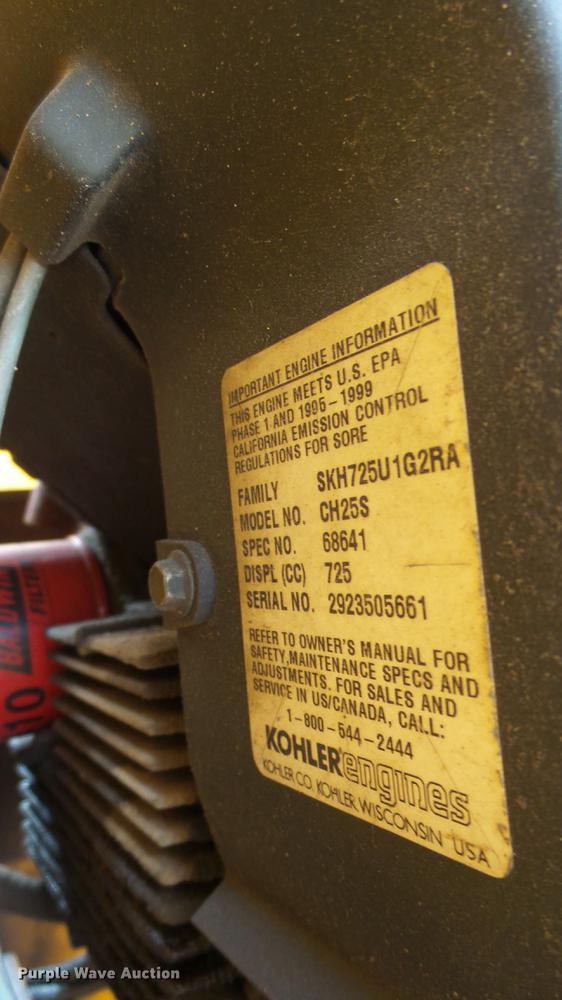 IMPORTANT ENGINE INFORMATION
THIS ENGINE MEETS U.S. EPA
PHASE 1 AND 1995-1999
CALIFORNIA EMISSION CONTROL
REGULATIONS FOR SORE
FAMILY SKH725U1G2RA
MODEL NO. CH25S
SPEC NO. 68641
DISPL (CC) 725
SERIAL NO. 2923505661
REFER TO OWNER'S MANUAL FOR
SAFETY,MAINTENANCE SPECS AND
ADJUSTMENTS. FOR SALES AND
SERVICE IN US/CANADA, CALL:
1-800-544-2444
KOHLER engines
KOHLER CO. KOHLER WISCONSIN USA
BALDWIN
FILTER
10
Purple Wave Auction